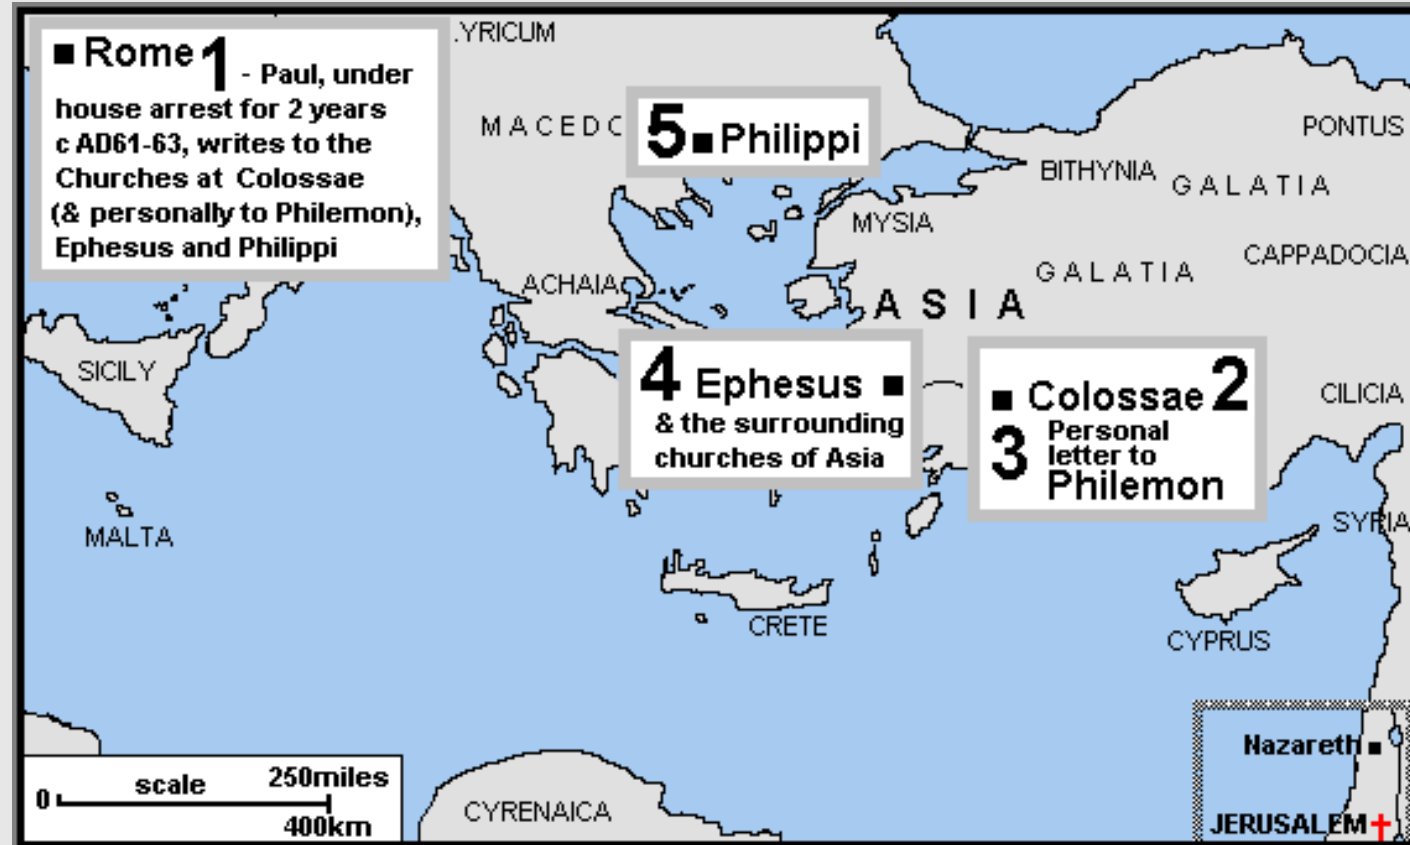 ■ Rome 1 - Paul, under
house arrest for 2 years
c AD61-63, writes to the
Churches at Colossae
(& personally to Philemon),
Ephesus and Philippi
.YRICUM
MACEDC
5 ■ Philippi
PONTUS
BITHYNIA
GALATIA
MYSIA
CAPPADOCIA
GALATIA
ACHAIA
ASIA
SICILY
4 Ephesus ■
& the surrounding
churches of Asia
■ Colossae 2
3 Personal
letter to
Philemon
CILICIA
MALTA
SYRIA
CRETE
CYPRUS
Nazareth ■
0 scale 250miles
400km
CYRENAICA
JERUSALEM